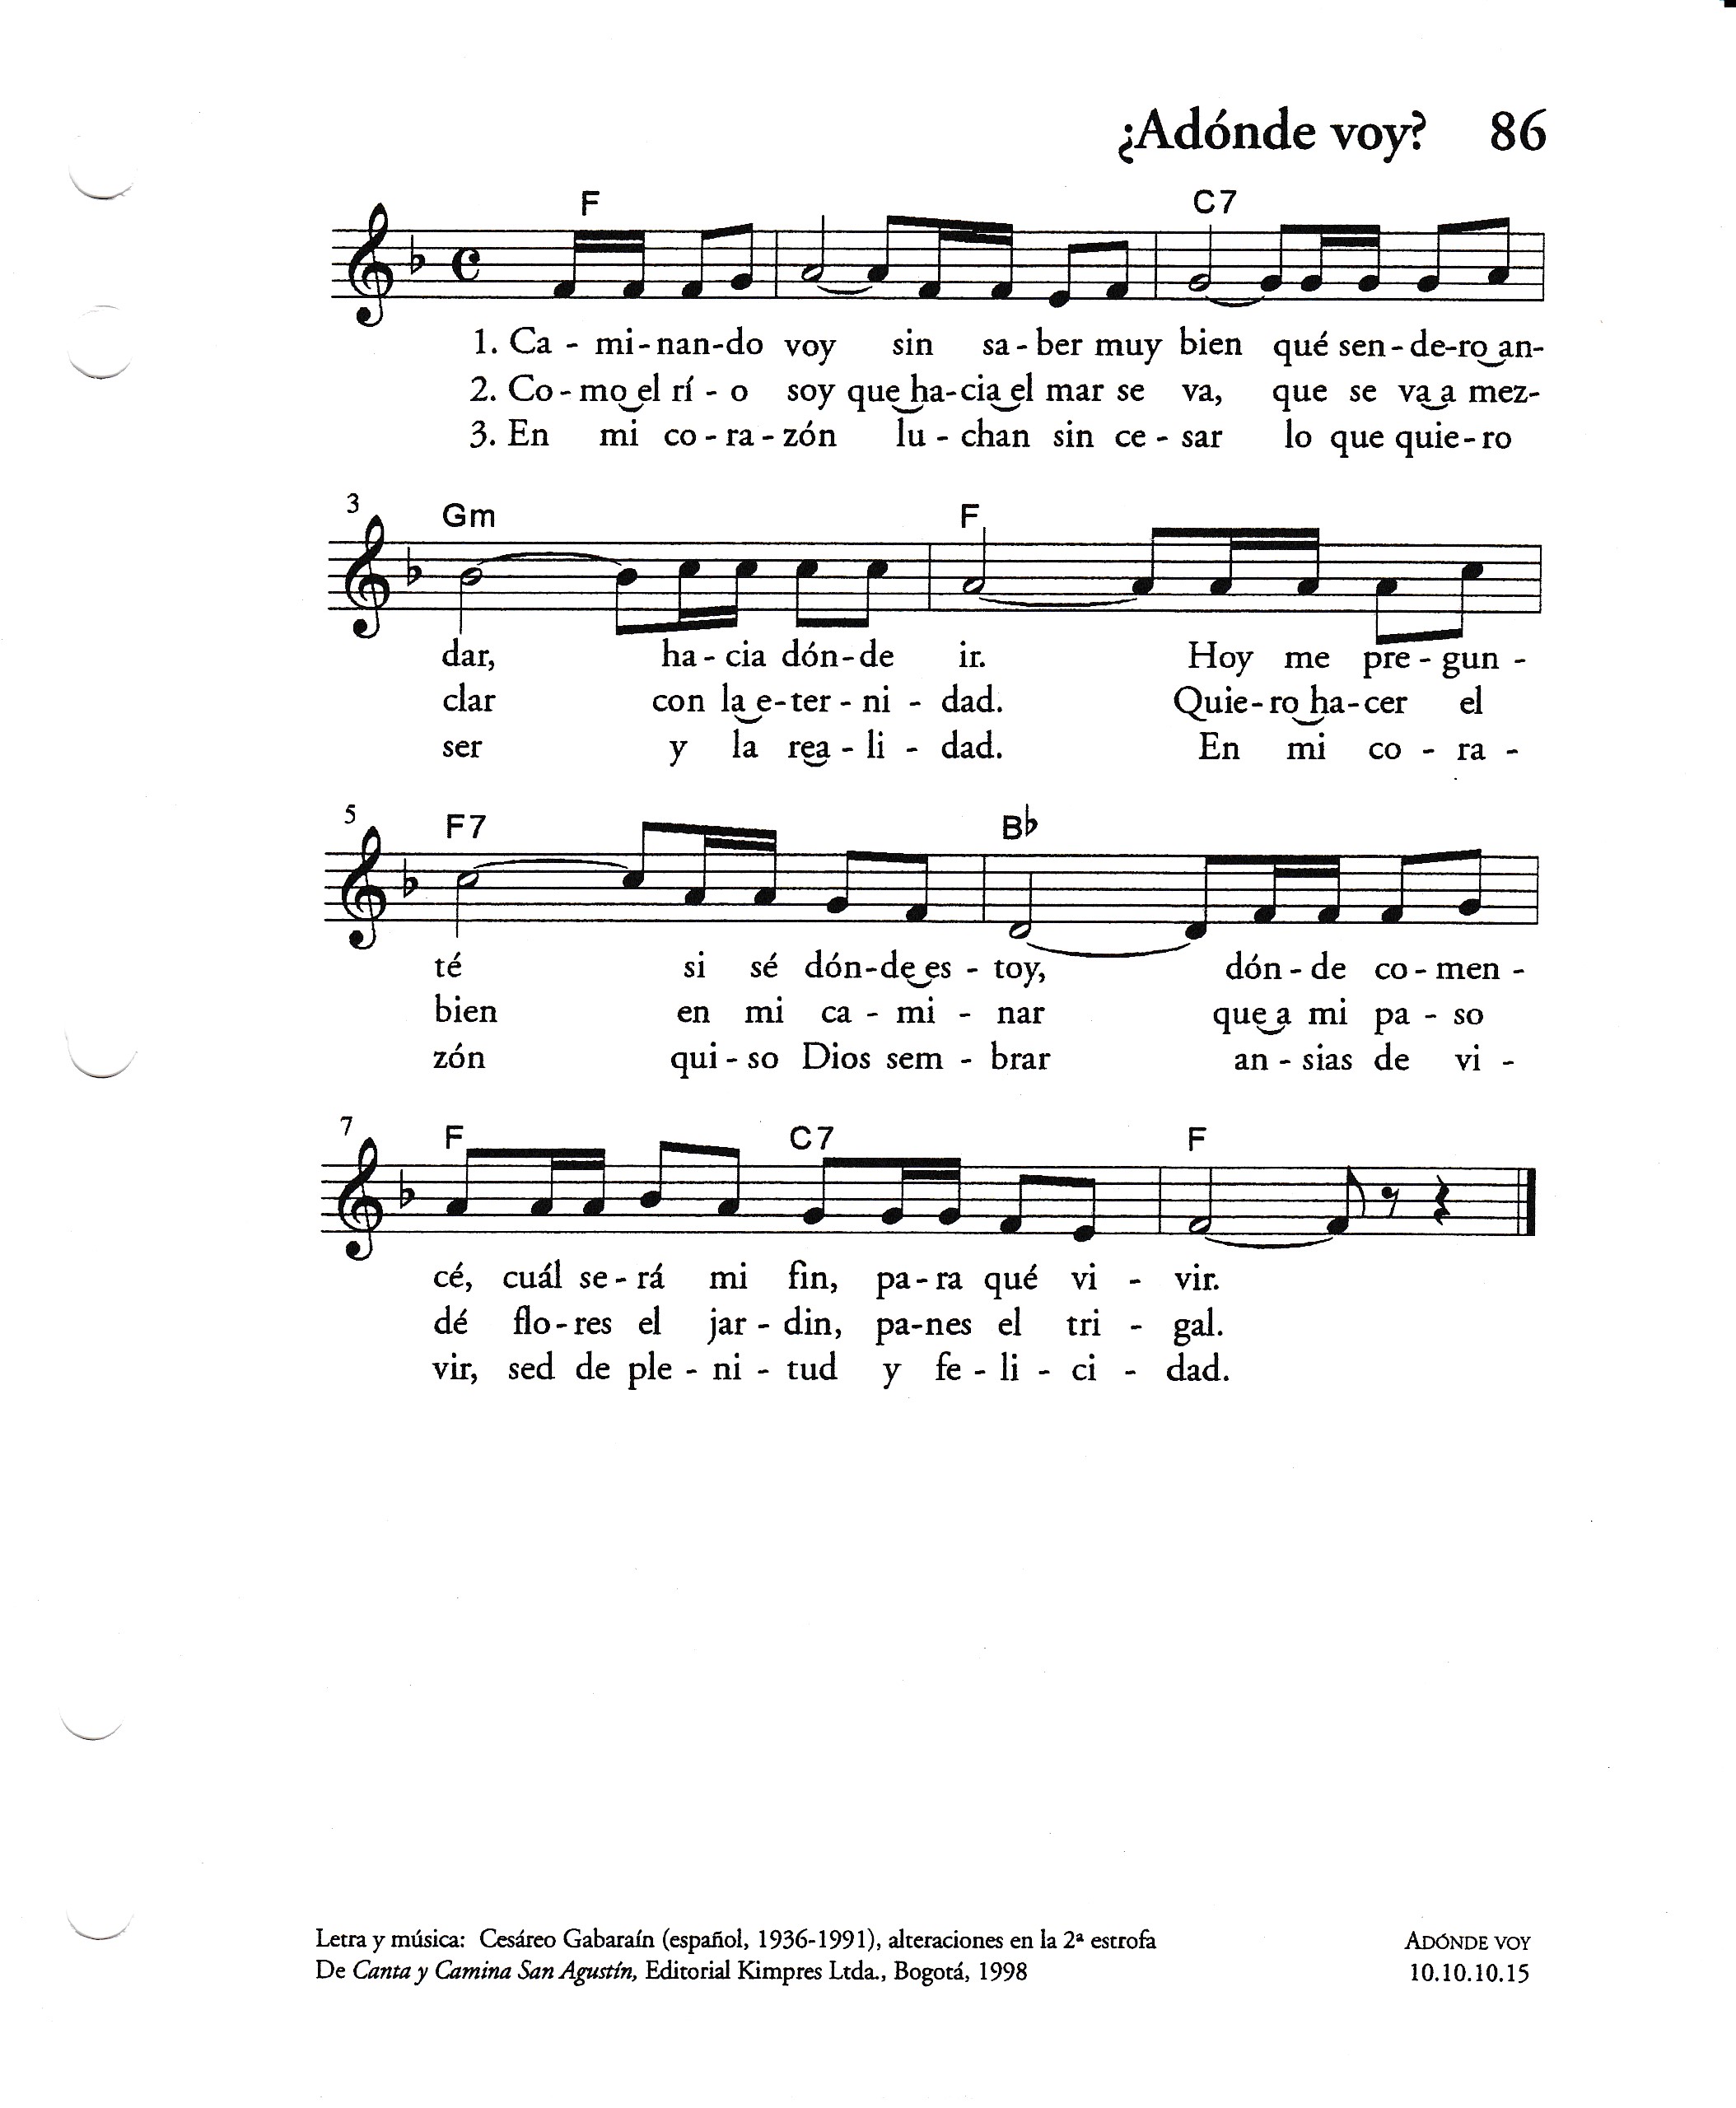 ¿Adónde voy? 86
F C7
1. Ca - mi-nan-do voy sin sa-ber muy bien qué sen-de-ro an-
2. Co-mo el rí-o soy que ha-cia el mar se va, que se va a mez-
3. En mi co-ra-zón lu-chan sin ce-sar lo que quie-ro
3
Gm F
dar, ha-cia dón-de ir. Hoy me pre-gun-
clar con la e-ter-ni-dad. Quie-ro ha-cer el
ser y la rea-li-dad. En mi co-ra-
5
F7 B♭
té si sé dón-de es-toy, dón-de co-men-
bien en mi ca-mi-nar que a mi pa-so
zón qui-so Dios sem-brar an-sias de vi-
7
F C7 F
cé, cuál se-rá mi fin, pa-ra qué vi-vir.
dé flo-res el jar-din, pa-nes el tri-gal.
vir, sed de ple-ni-tud y fe-li-ci-dad.
Letra y música: Cesáreo Gabaraín (español, 1936-1991), alteraciones en la 2ª estrofa
De Canta y Camina San Agustín, Editorial Kimpres Ltda., Bogotá, 1998
ADÓNDE VOY
10.10.10.15